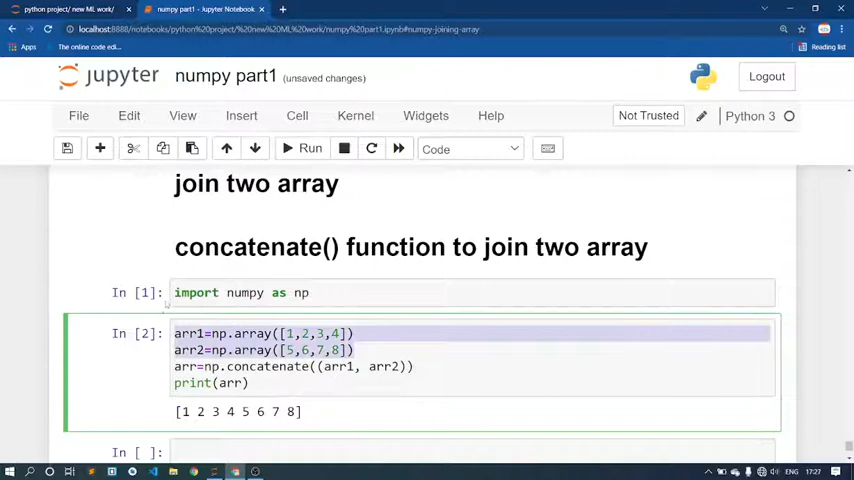 python project/ new ML work/
numpy part1 - Jupyter Notebook
localhost:8888/notebooks/python%20project/%20new%20ML%20work/numpy%20part1.ipynb#numpy-joining-array
Apps
The online code edi...
Reading list
jupyter
numpy part1 (unsaved changes)
Logout
File Edit View Insert Cell Kernel Widgets Help
Not Trusted
Python 3
Run
Code
join two array
concatenate() function to join two array
In [1]: import numpy as np
In [2]: arr1=np.array([1,2,3,4])
arr2=np.array([5,6,7,8])
arr=np.concatenate((arr1, arr2))
print(arr)
[1 2 3 4 5 6 7 8]
In [ ]:
ENG 17:27